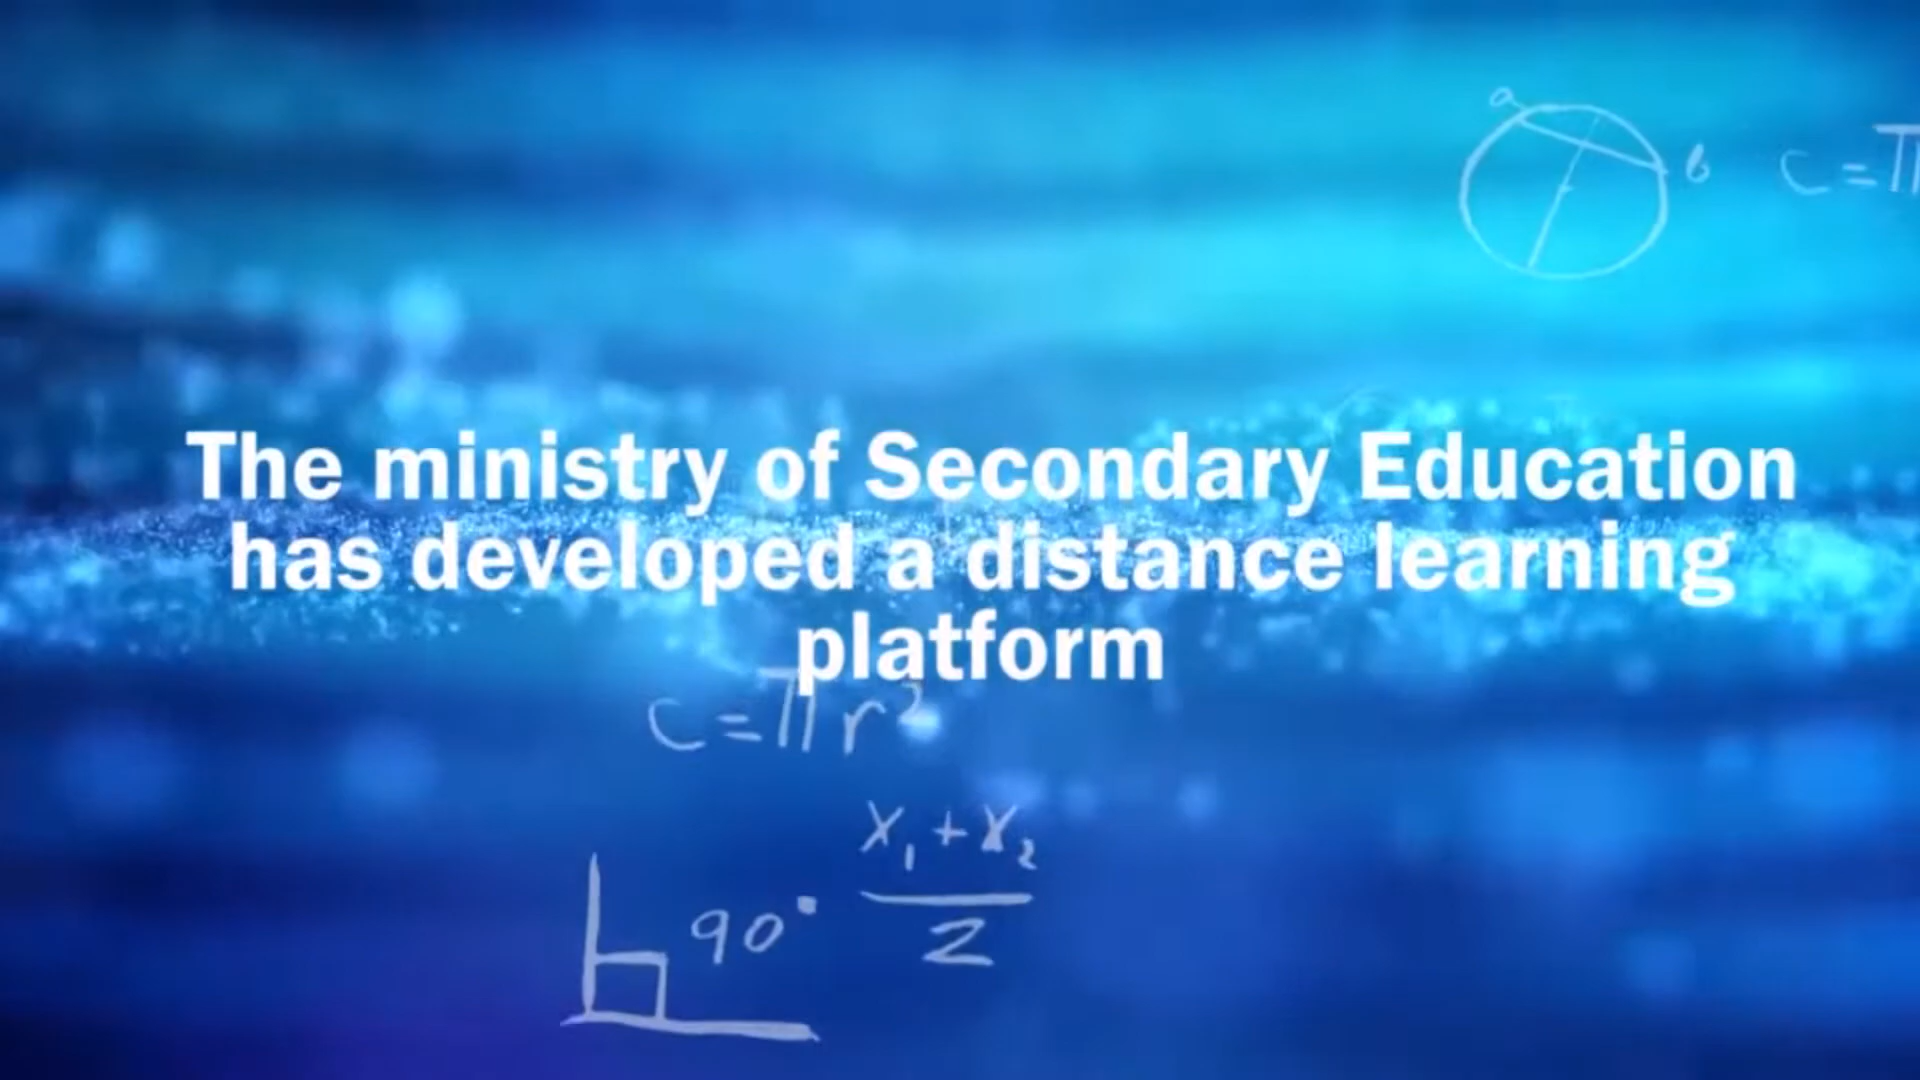 a
b
c=π
The ministry of Secondary Education
has developed a distance learning
platform
c=πr²
x₁+x₂
90°
2